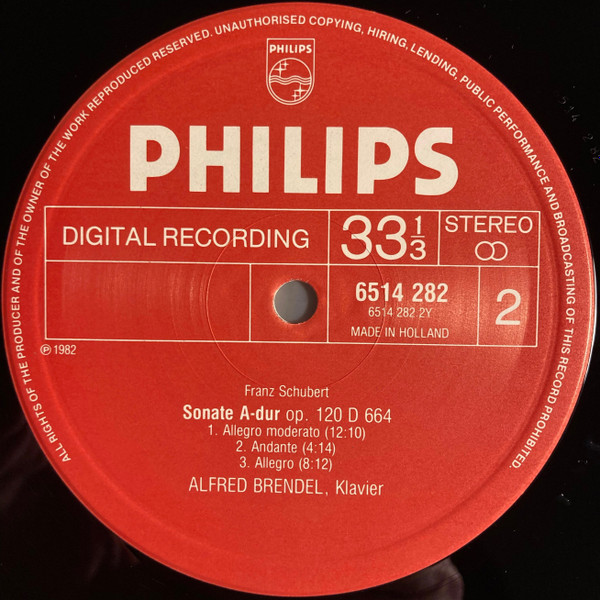 ALL RIGHTS OF THE PRODUCER AND OF THE OWNER OF THE WORK REPRODUCED RESERVED. UNAUTHORISED COPYING, HIRING, LENDING, PUBLIC PERFORMANCE AND BROADCASTING OF THIS RECORD PROHIBITED.
PHILIPS
PHILIPS
DIGITAL RECORDING
33 1/3
STEREO
6514 282
6514 282 2Y
MADE IN HOLLAND
2
℗ 1982
Franz Schubert
Sonate A-dur op. 120 D 664
1. Allegro moderato (12:10)
2. Andante (4:14)
3. Allegro (8:12)
ALFRED BRENDEL, Klavier